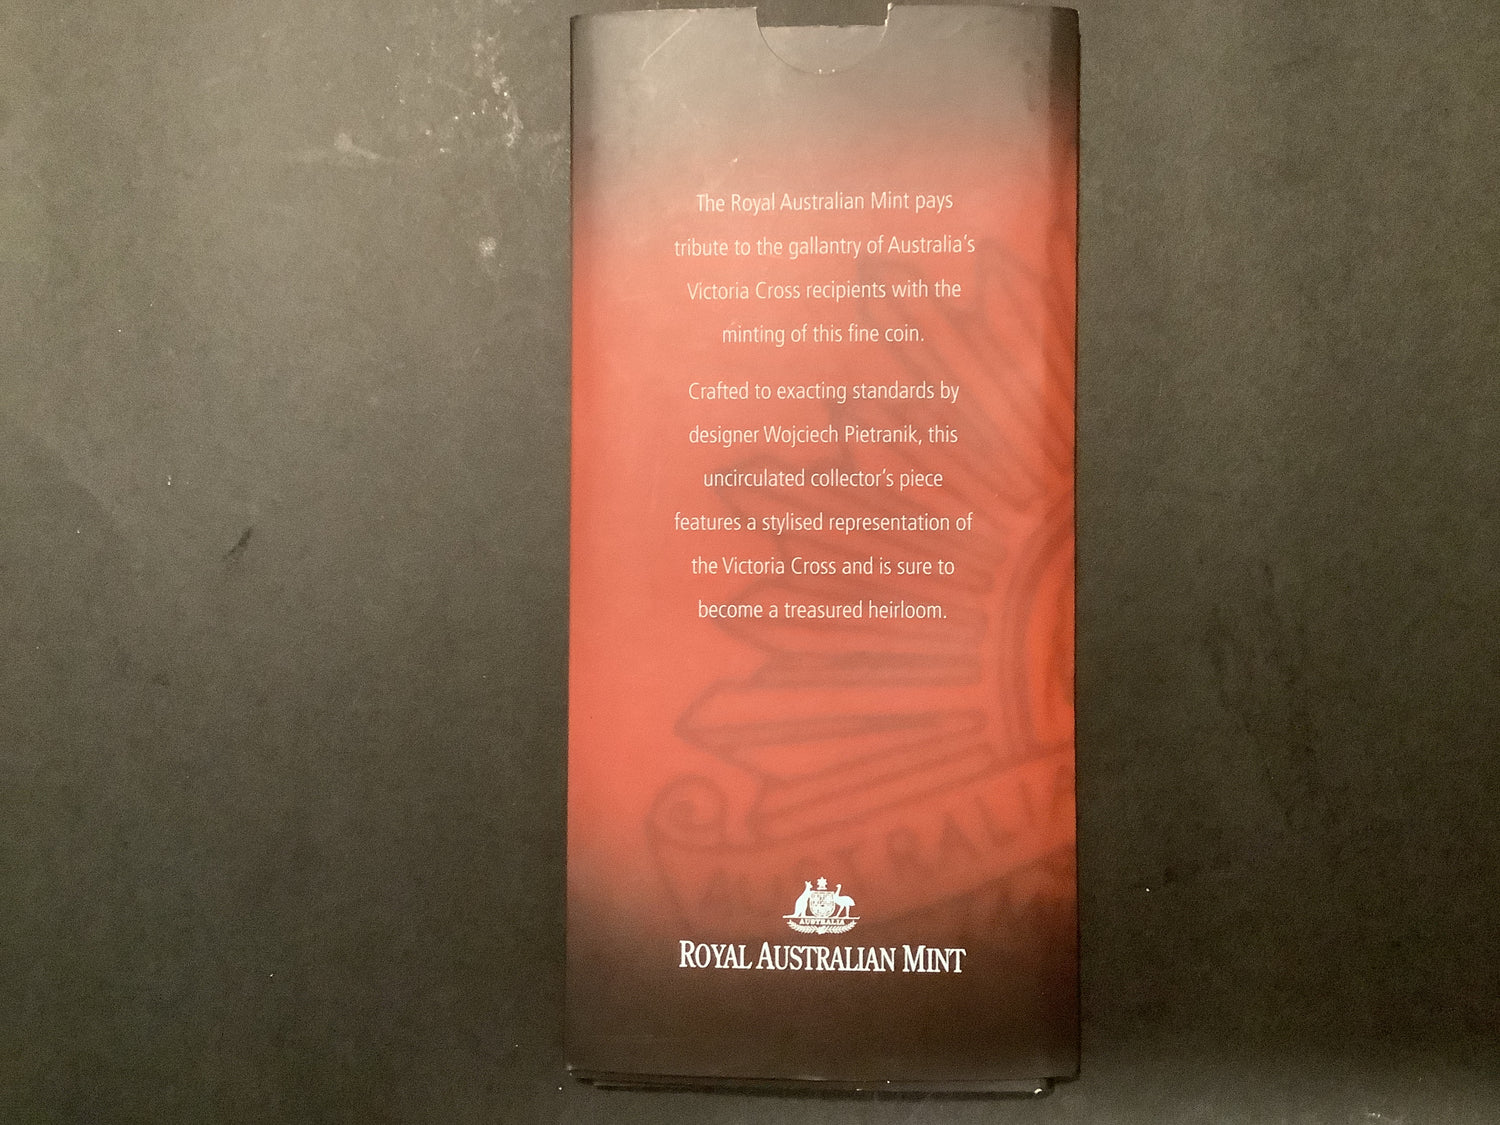 The Royal Australian Mint pays
tribute to the gallantry of Australia's
Victoria Cross recipients with the
minting of this fine coin.
Crafted to exacting standards by
designer Wojciech Pietranik, this
uncirculated collector's piece
features a stylised representation of
the Victoria Cross and is sure to
become a treasured heirloom.
AUSTRALIA
AUSTRALIA
ROYAL AUSTRALIAN MINT